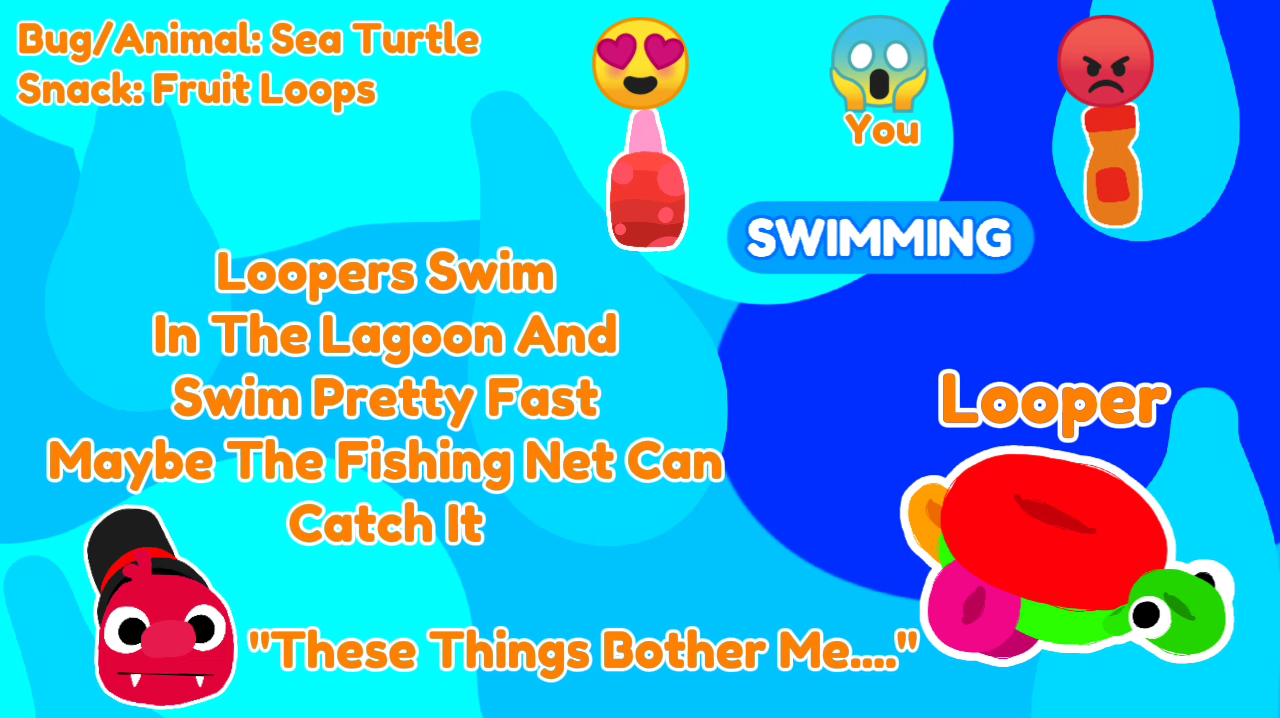 Bug/Animal: Sea Turtle
Snack: Fruit Loops
You
SWIMMING
Loopers Swim
In The Lagoon And
Swim Pretty Fast
Maybe The Fishing Net Can
Catch It
Looper
"These Things Bother Me...."